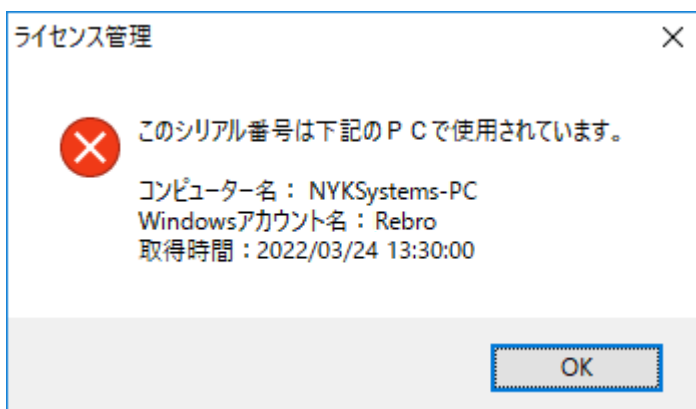 ライセンス管理
このシリアル番号は下記のＰＣで使用されています。
コンピューター名： NYKSystems-PC
Windowsアカウント名：Rebro
取得時間：2022/03/24 13:30:00
OK